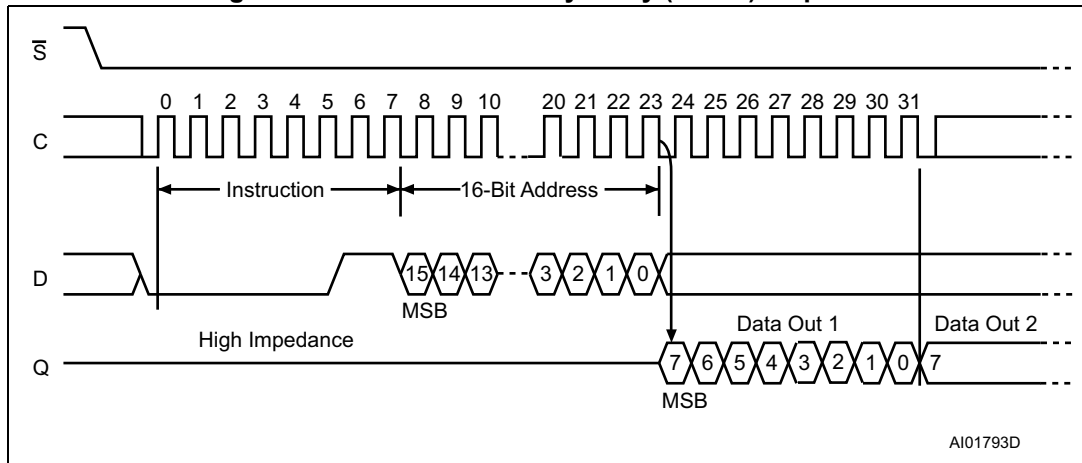 S̅
0 1 2 3 4 5 6 7 8 9 10 20 21 22 23 24 25 26 27 28 29 30 31
C
Instruction 16-Bit Address
D
15 14 13 3 2 1 0
MSB
High Impedance Data Out 1 Data Out 2
Q
7 6 5 4 3 2 1 0 7
MSB
AI01793D